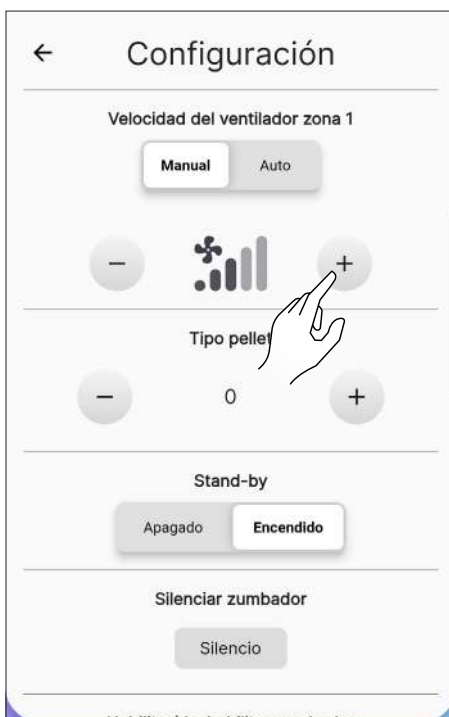 Configuración
Velocidad del ventilador zona 1
Manual Auto
− +
Tipo pellet
− 0 +
Stand-by
Apagado Encendido
Silenciar zumbador
Silencio